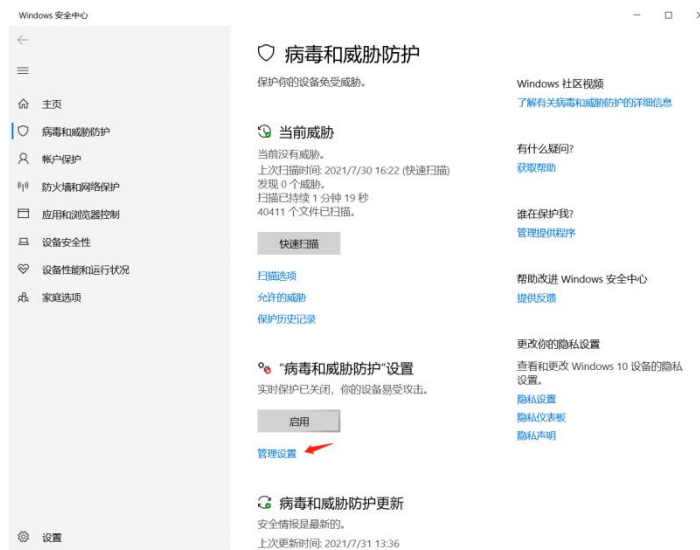 Windows 安全中心
主页
病毒和威胁防护
帐户保护
防火墙和网络保护
应用和浏览器控制
设备安全性
设备性能和运行状况
家庭选项
设置
病毒和威胁防护
保护你的设备免受威胁。
当前威胁
当前没有威胁。
上次扫描时间: 2021/7/30 16:22 (快速扫描)
发现 0 个威胁。
扫描已持续 1 分钟 19 秒
40411 个文件已扫描。
快速扫描
扫描选项
允许的威胁
保护历史记录
“病毒和威胁防护”设置
实时保护已关闭，你的设备易受攻击。
启用
管理设置
病毒和威胁防护更新
安全情报是最新的。
上次更新时间: 2021/7/31 13:36
Windows 社区视频
了解有关病毒和威胁防护的详细信息
有什么疑问?
获取帮助
谁在保护我?
管理提供程序
帮助改进 Windows 安全中心
提供反馈
更改你的隐私设置
查看和更改 Windows 10 设备的隐私
设置。
隐私设置
隐私仪表板
隐私声明